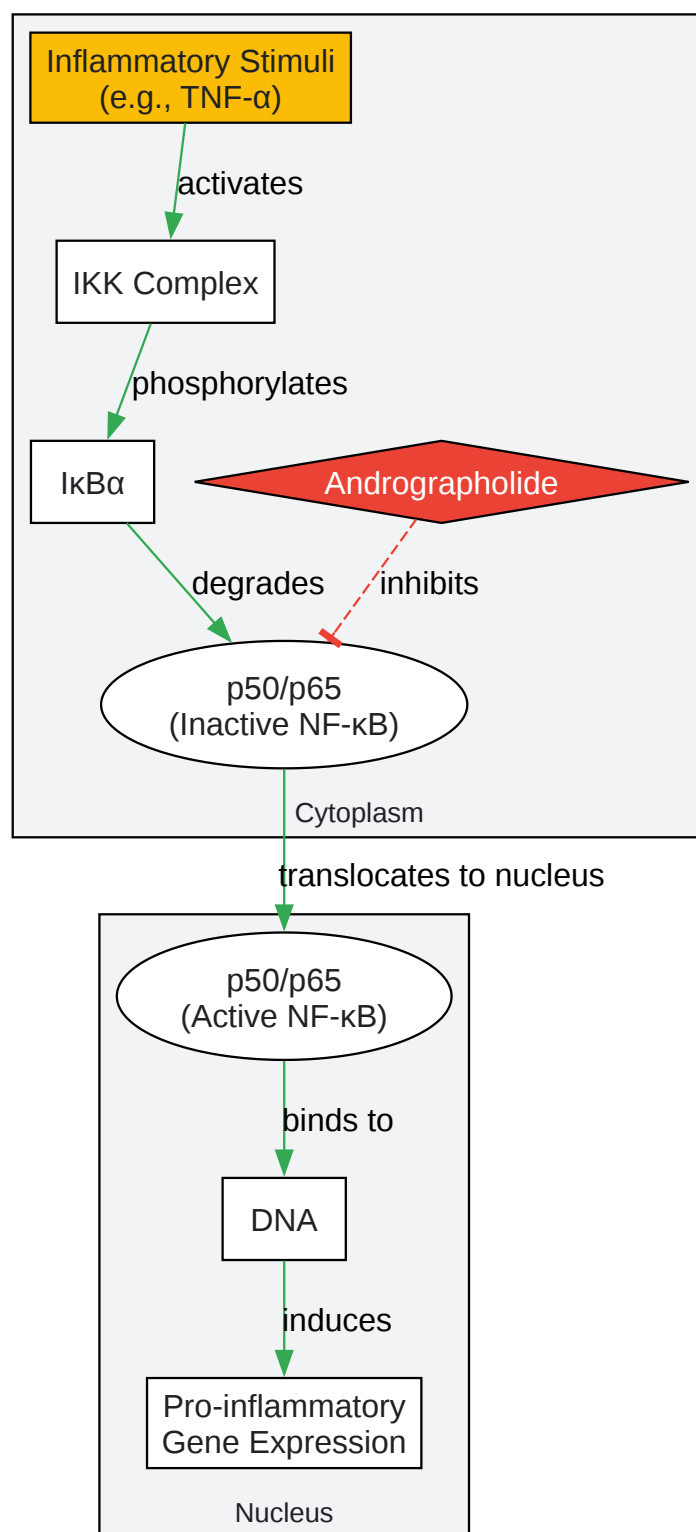 Inflammatory Stimuli
(e.g., TNF-α)
activates
IKK Complex
phosphorylates
IκBα
Andrographolide
degrades
inhibits
p50/p65
(Inactive NF-κB)
Cytoplasm
translocates to nucleus
p50/p65
(Active NF-κB)
binds to
DNA
induces
Pro-inflammatory
Gene Expression
Nucleus